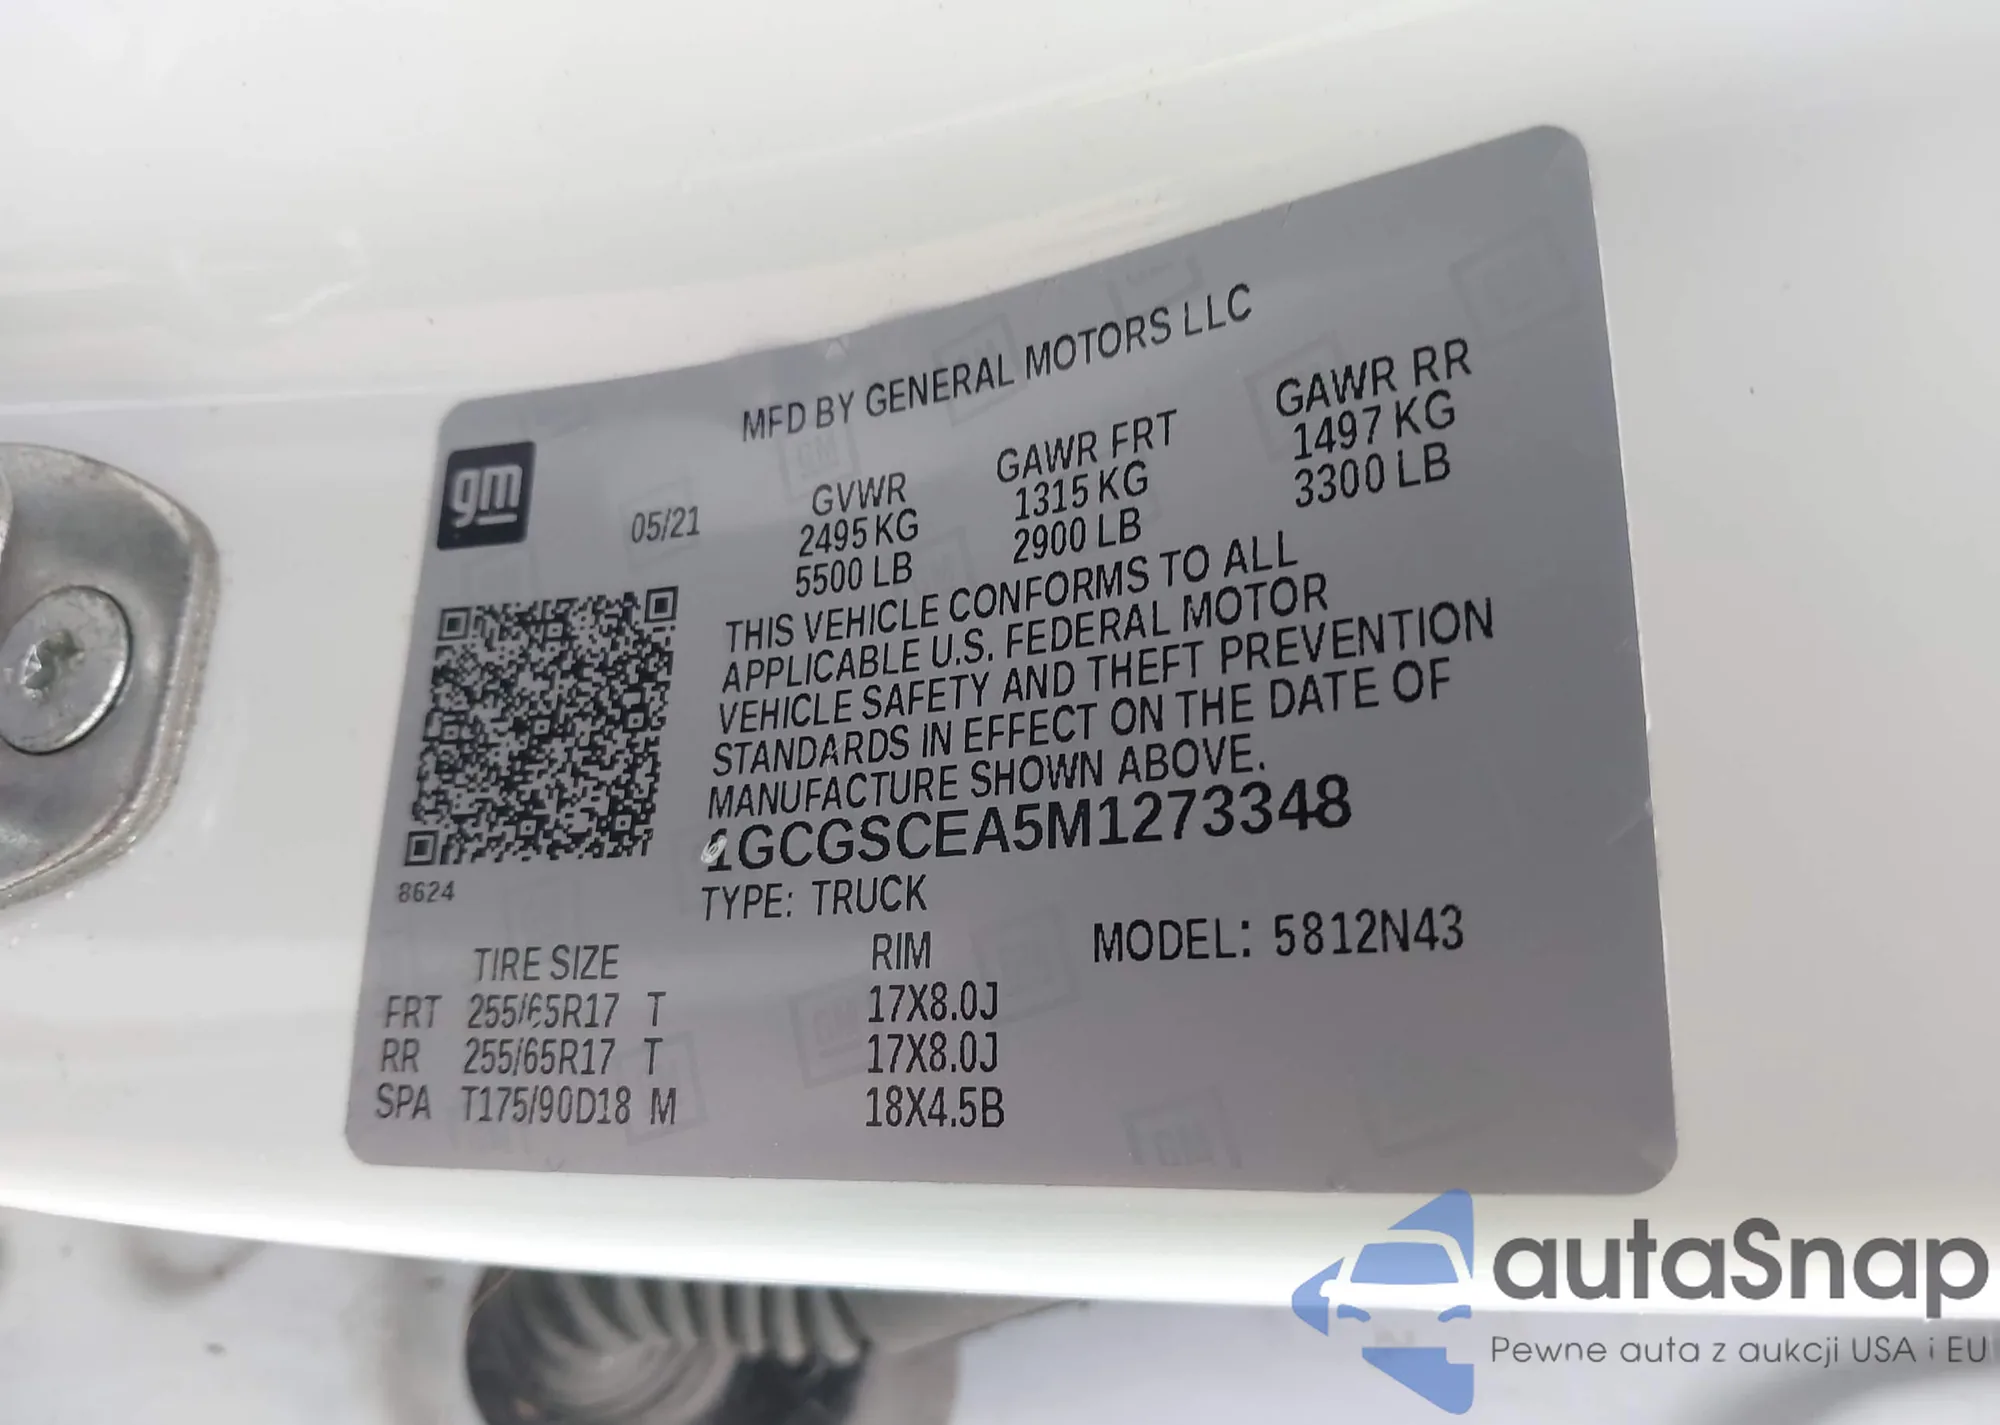 MFD BY GENERAL MOTORS LLC
gm
05/21
GVWR
2495 KG
5500 LB
GAWR FRT
1315 KG
2900 LB
GAWR RR
1497 KG
3300 LB
THIS VEHICLE CONFORMS TO ALL
APPLICABLE U.S. FEDERAL MOTOR
VEHICLE SAFETY AND THEFT PREVENTION
STANDARDS IN EFFECT ON THE DATE OF
MANUFACTURE SHOWN ABOVE.
1GCGSCEA5M1273348
8624
TYPE: TRUCK
MODEL: 5812N43
TIRE SIZE RIM
FRT 255/65R17 T 17X8.0J
RR 255/65R17 T 17X8.0J
SPA T175/90D18 M 18X4.5B
autaSnap
Pewne auta z aukcji USA i EU